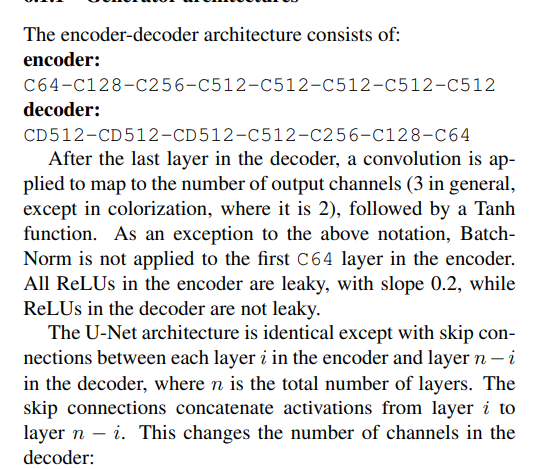 The encoder-decoder architecture consists of:
encoder:
C64-C128-C256-C512-C512-C512-C512-C512
decoder:
CD512-CD512-CD512-C512-C256-C128-C64
After the last layer in the decoder, a convolution is ap-
plied to map to the number of output channels (3 in general,
except in colorization, where it is 2), followed by a Tanh
function. As an exception to the above notation, Batch-
Norm is not applied to the first C64 layer in the encoder.
All ReLUs in the encoder are leaky, with slope 0.2, while
ReLUs in the decoder are not leaky.
The U-Net architecture is identical except with skip con-
nections between each layer i in the encoder and layer n − i
in the decoder, where n is the total number of layers. The
skip connections concatenate activations from layer i to
layer n − i. This changes the number of channels in the
decoder: